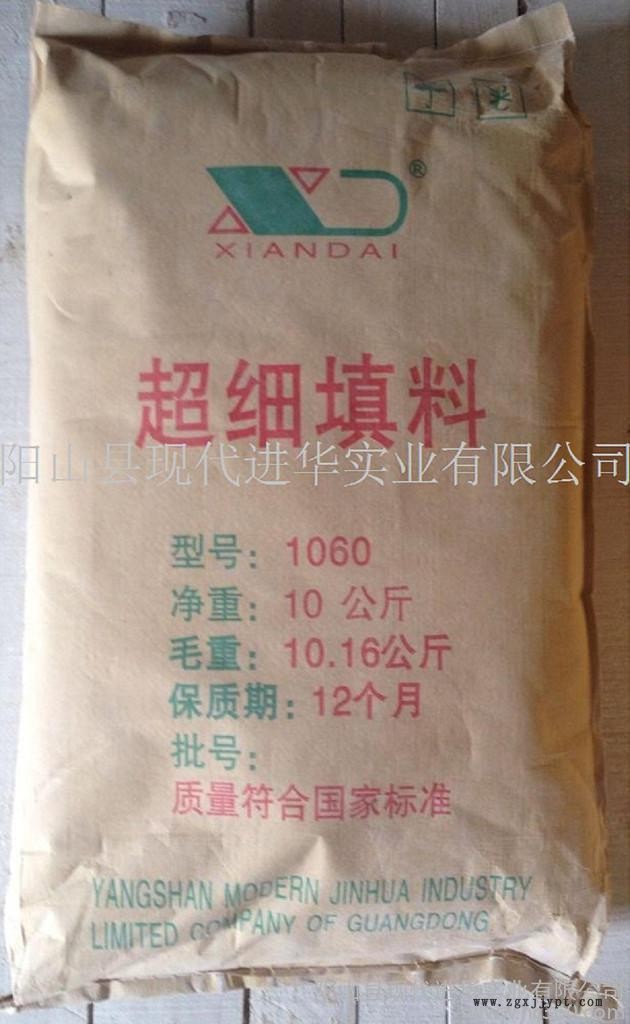 ®
XIANDAI
超细填料
阳山县现代进华实业有限公司
型号：1060
净重：10 公斤
毛重：10.16公斤
保质期：12个月
批号：
质量符合国家标准
YANGSHAN MODERN JINHUA INDUSTRY
LIMITED COMPANY OF GUANGDONG
www.zgxjjypt.com